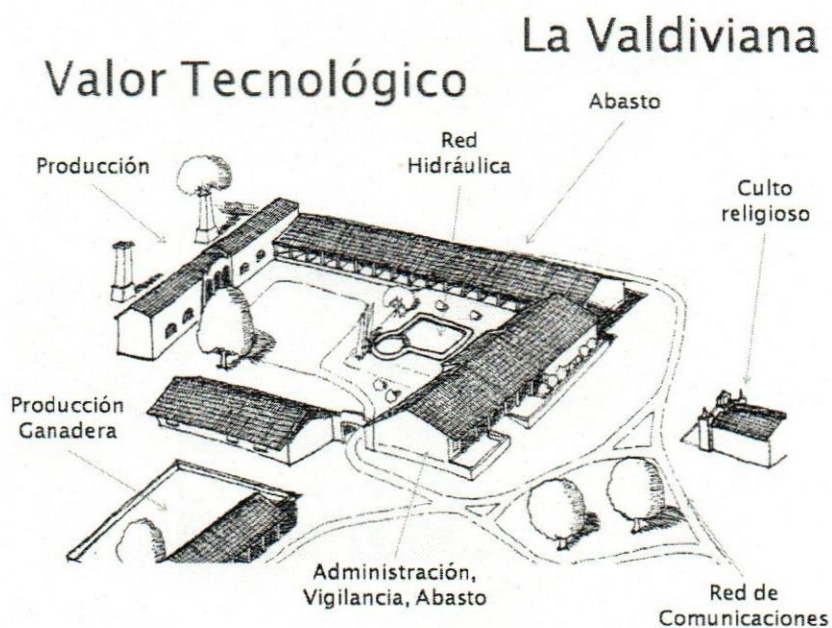 La Valdiviana
Valor Tecnológico
Abasto
Red
Hidráulica
Producción
Culto
religioso
Producción
Ganadera
Administración,
Vigilancia, Abasto
Red de
Comunicaciones